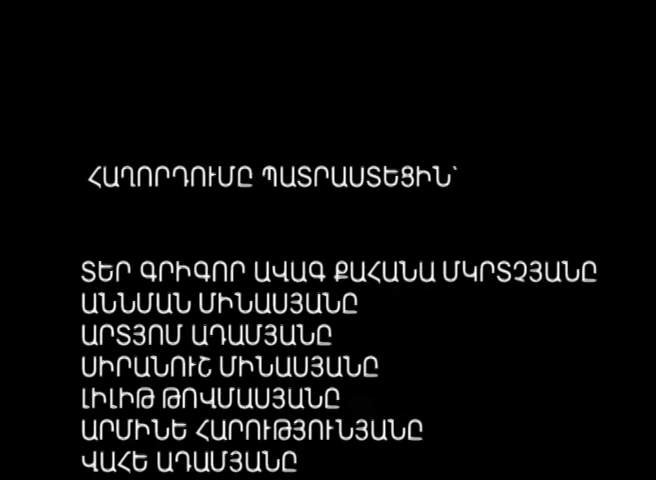 ՀԱՂՈՐԴՈՒՄԸ ՊԱՏՐԱՍՏԵՑԻՆ՝
ՏԵՐ ԳՐԻԳՈՐ ԱՎԱԳ ՔԱՀԱՆԱ ՄԿՐՏՉՅԱՆԸ
ԱՆՆՄԱՆ ՄԻՆԱՍՅԱՆԸ
ԱՐՏՅՈՄ ԱԴԱՄՅԱՆԸ
ՍԻՐԱՆՈՒՇ ՄԻՆԱՍՅԱՆԸ
ԼԻԼԻԹ ԹՈՎՄԱՍՅԱՆԸ
ԱՐՄԻՆԵ ՀԱՐՈՒԹՅՈՒՆՅԱՆԸ
ՎԱՀԵ ԱԴԱՄՅԱՆԸ